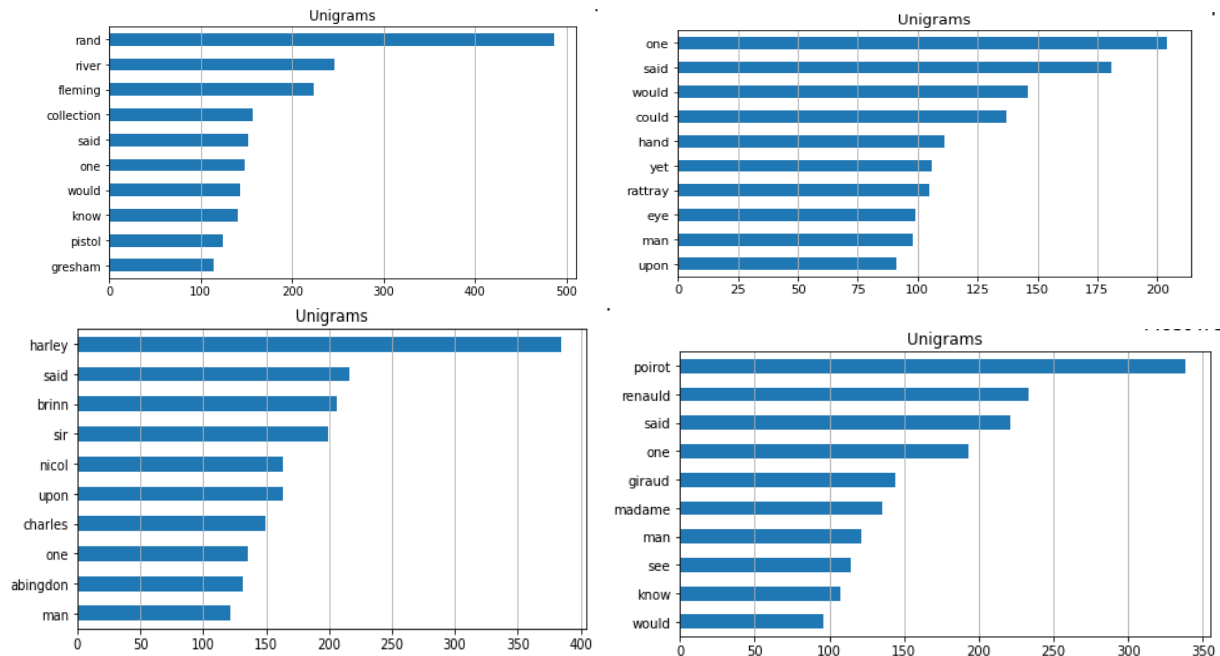 Unigrams
rand
river
fleming
collection
said
one
would
know
pistol
gresham
0 100 200 300 400 500
Unigrams
one
said
would
could
hand
yet
rattray
eye
man
upon
0 25 50 75 100 125 150 175 200
Unigrams
harley
said
brinn
sir
nicol
upon
charles
one
abingdon
man
0 50 100 150 200 250 300 350 400
Unigrams
poirot
renauld
said
one
giraud
madame
man
see
know
would
0 50 100 150 200 250 300 350